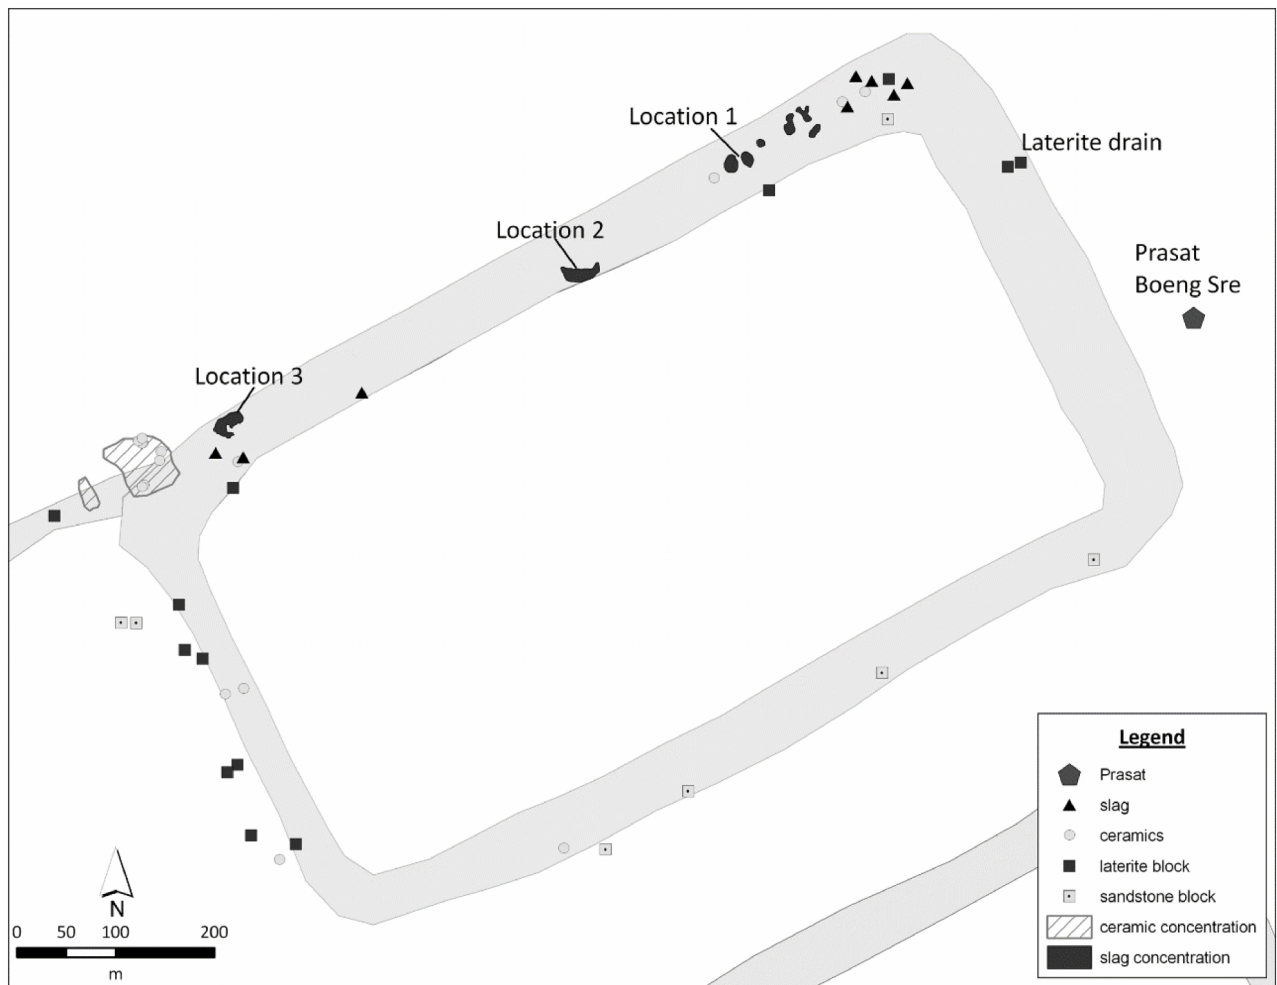 Location 1
Laterite drain
Location 2
Prasat
Boeng Sre
Location 3
Legend
Prasat
slag
ceramics
laterite block
sandstone block
ceramic concentration
slag concentration
N
0 50 100 200
m